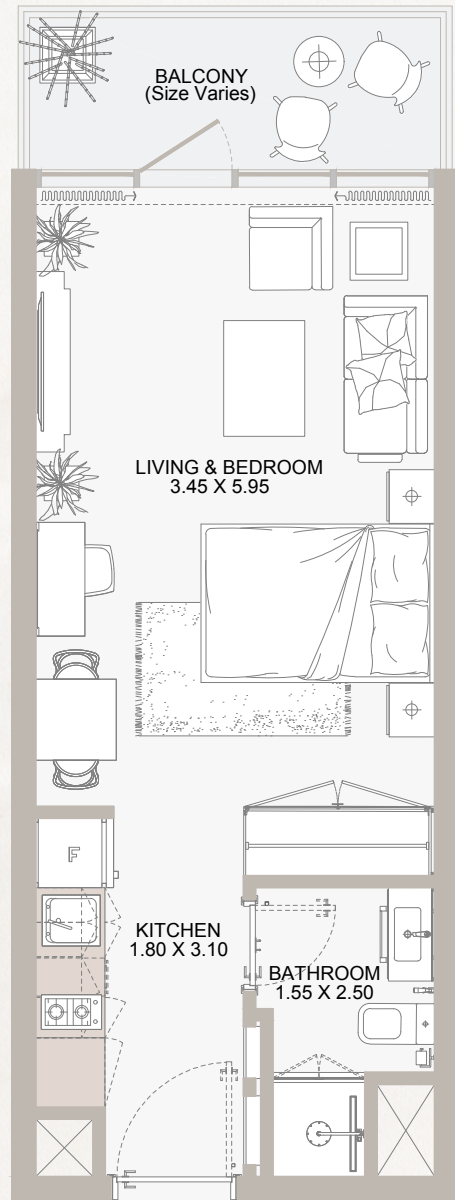 BALCONY
(Size Varies)
LIVING & BEDROOM
3.45 X 5.95
F
KITCHEN
1.80 X 3.10
BATHROOM
1.55 X 2.50